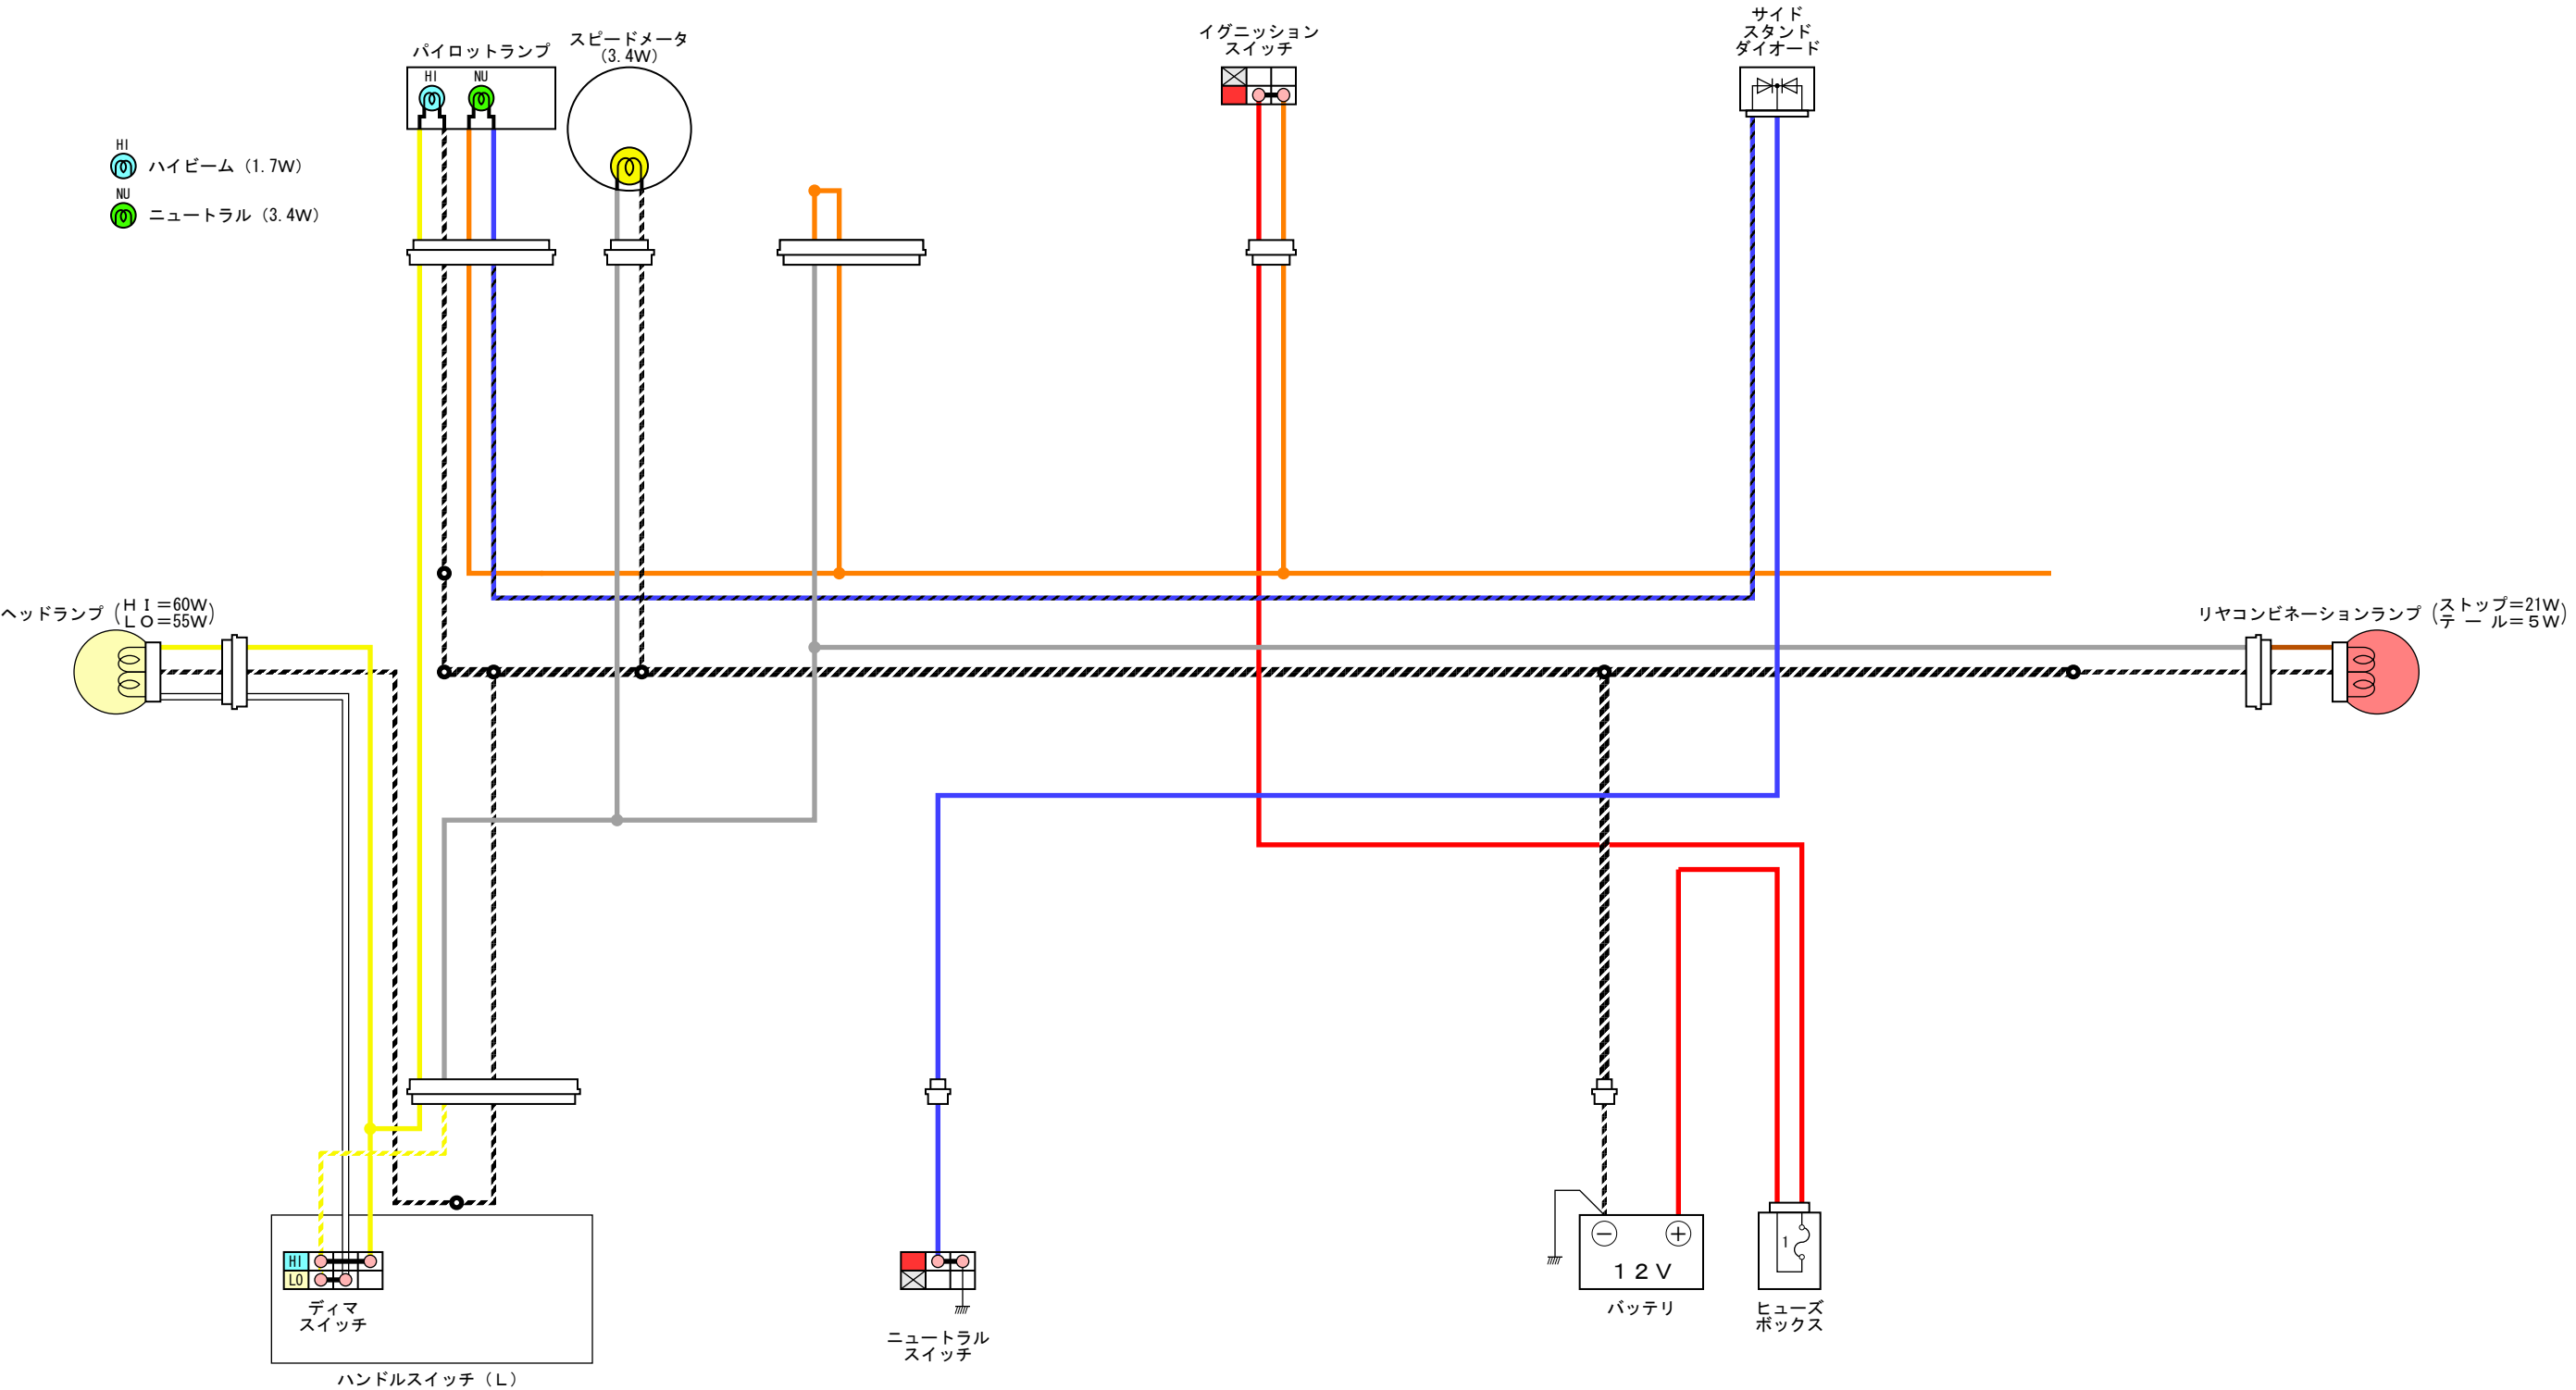 パイロットランプ
HI
NU
スピードメータ
(3.4W)
イグニッション
スイッチ
サイド
スタンド
ダイオード
HI
ハイビーム (1.7W)
NU
ニュートラル (3.4W)
ヘッドランプ (ＨＩ=60W
ＬＯ=55W)
リヤコンビネーションランプ (ストップ=21W
テール=5W)
HI
LO
ディマ
スイッチ
ハンドルスイッチ（Ｌ）
ニュートラル
スイッチ
－
＋
１２Ｖ
バッテリ
1
ヒューズ
ボックス